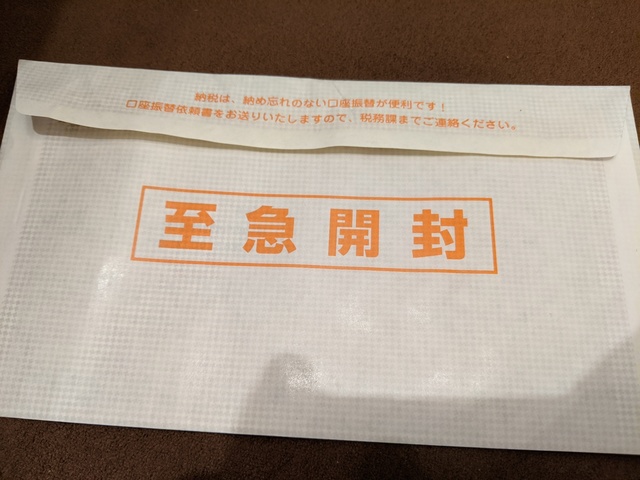 納税は、納め忘れのない口座振替が便利です！
口座振替依頼書をお送りいたしますので、税務課までご連絡ください。
至急開封